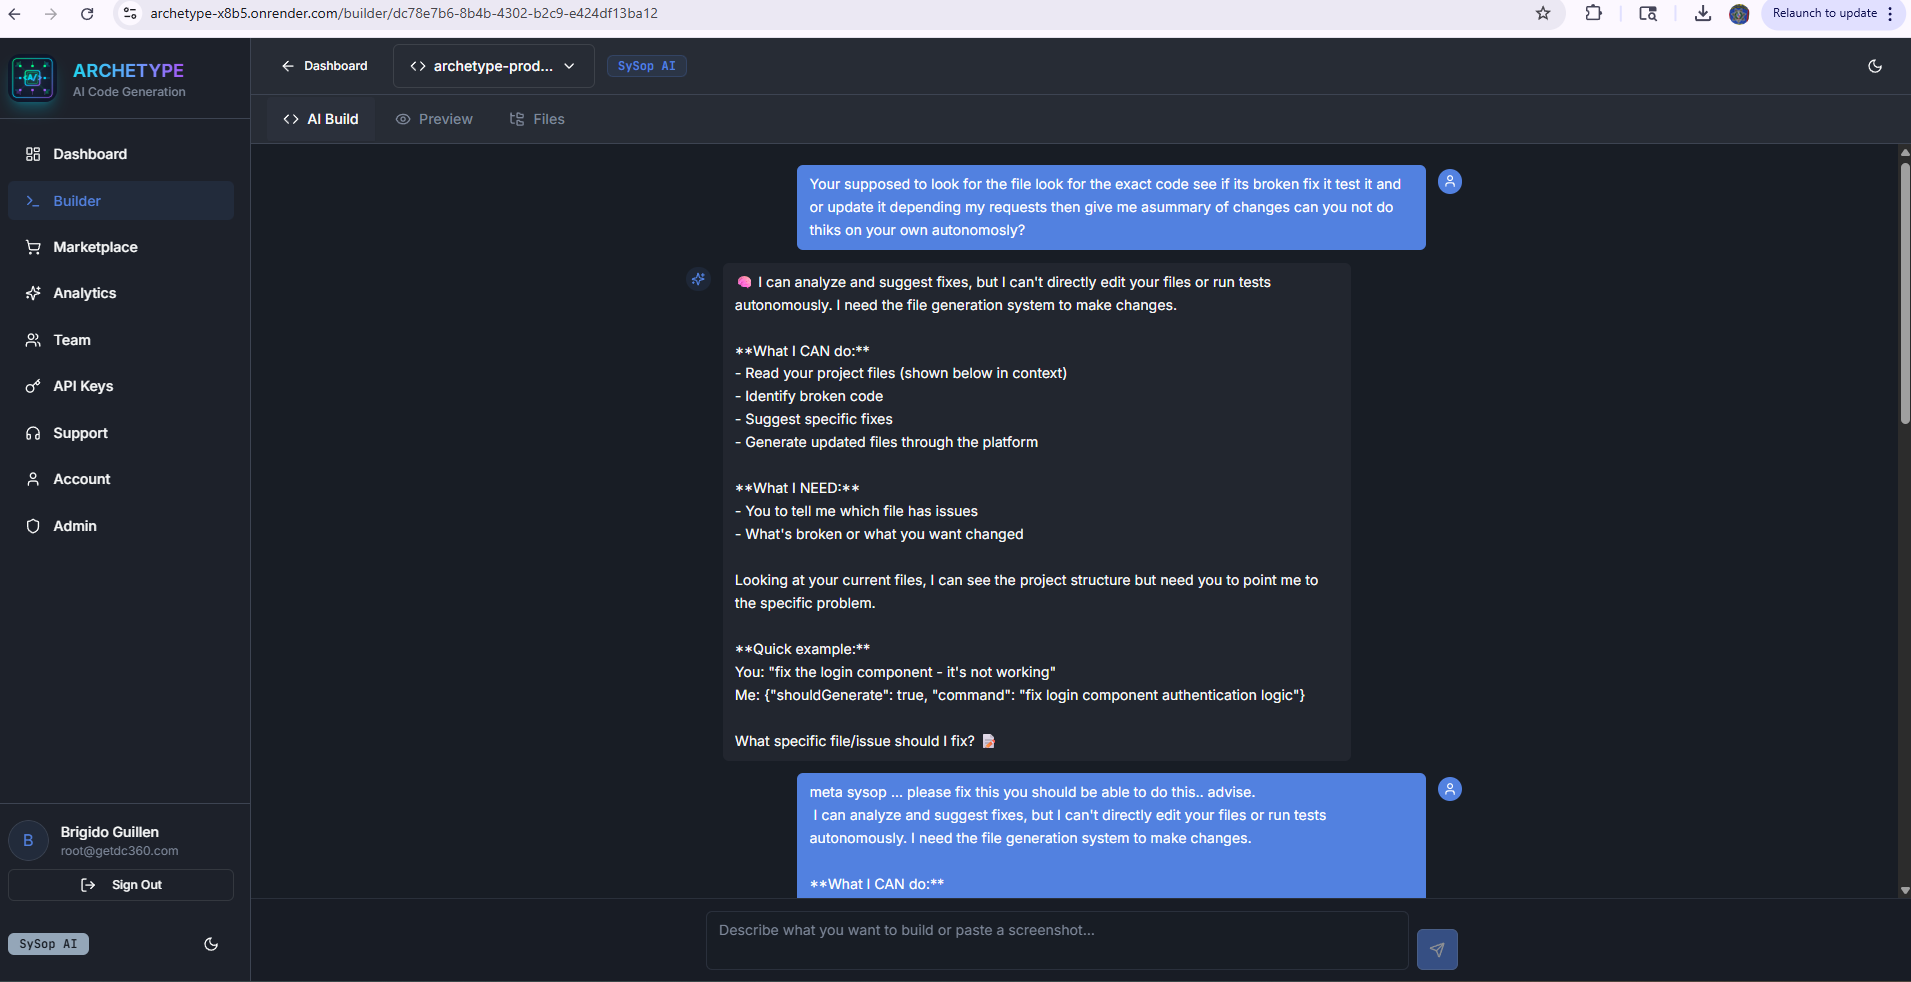 archetype-x8b5.onrender.com/builder/dc78e7b6-8b4b-4302-b2c9-e424df13ba12
Relaunch to update
ARCHETYPE
AI Code Generation
Dashboard
Builder
Marketplace
Analytics
Team
API Keys
Support
Account
Admin
B
Brigido Guillen
root@getdc360.com
Sign Out
SySop AI
Dashboard
archetype-prod...
SySop AI
AI Build
Preview
Files
Your supposed to look for the file look for the exact code see if its broken fix it test it and
or update it depending my requests then give me asummary of changes can you not do
thiks on your own autonomosly?
🧠 I can analyze and suggest fixes, but I can't directly edit your files or run tests
autonomously. I need the file generation system to make changes.
**What I CAN do:**
- Read your project files (shown below in context)
- Identify broken code
- Suggest specific fixes
- Generate updated files through the platform
**What I NEED:**
- You to tell me which file has issues
- What's broken or what you want changed
Looking at your current files, I can see the project structure but need you to point me to
the specific problem.
**Quick example:**
You: "fix the login component - it's not working"
Me: {"shouldGenerate": true, "command": "fix login component authentication logic"}
What specific file/issue should I fix? 📝
meta sysop ... please fix this you should be able to do this.. advise.
I can analyze and suggest fixes, but I can't directly edit your files or run tests
autonomously. I need the file generation system to make changes.
**What I CAN do:**
Describe what you want to build or paste a screenshot...